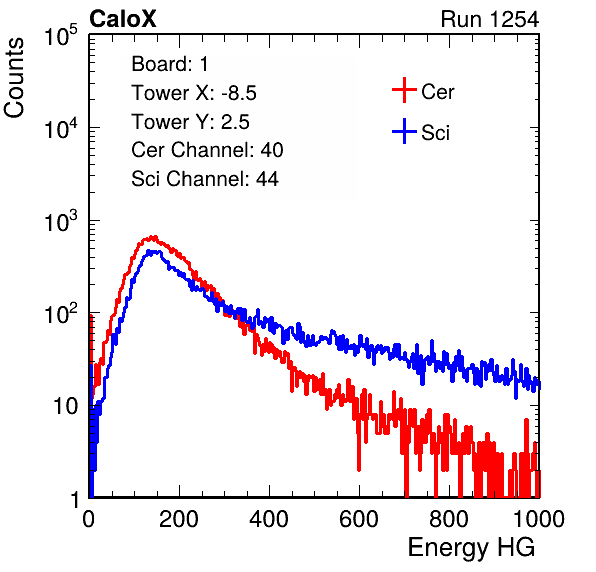 CaloX Run 1254
Counts
10^5
10^4
10^3
10^2
10
1
Board: 1
Tower X: -8.5
Tower Y: 2.5
Cer Channel: 40
Sci Channel: 44
Cer
Sci
0 200 400 600 800 1000
Energy HG